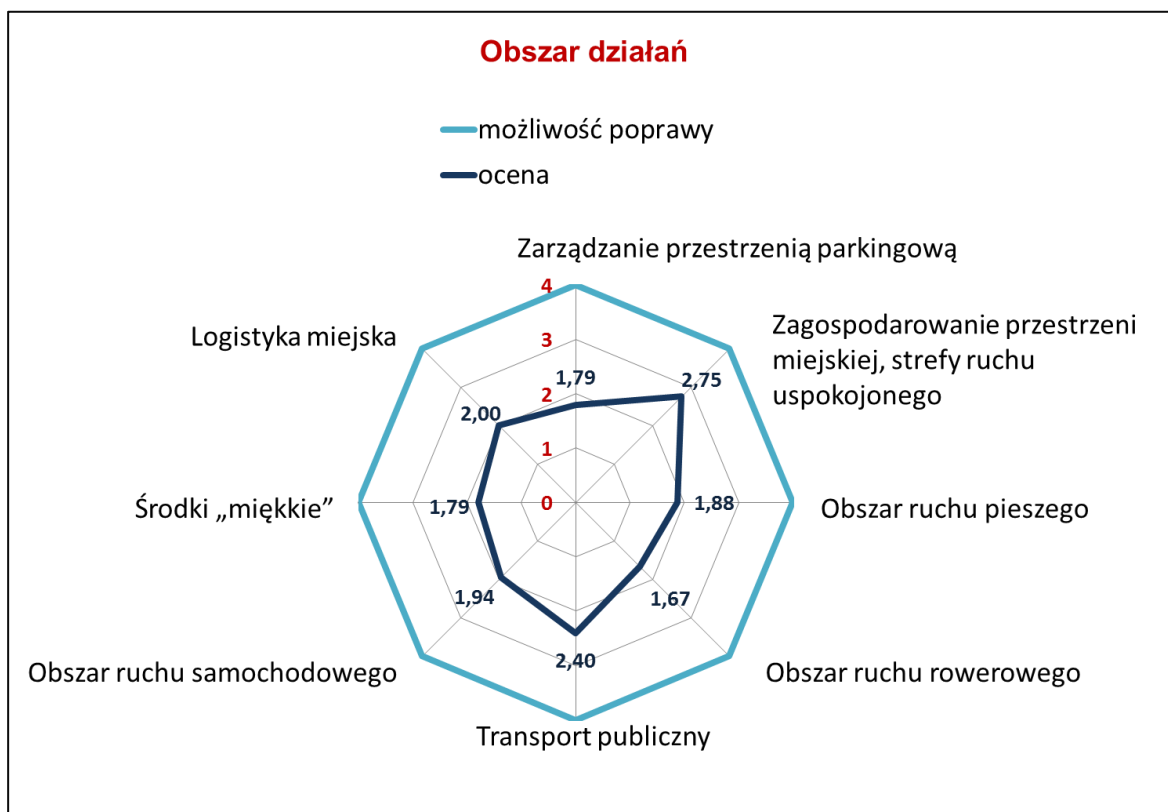 Obszar działań
możliwość poprawy
ocena
Zarządzanie przestrzenią parkingową
4
3
2
1
0
Zagospodarowanie przestrzeni
miejskiej, strefy ruchu
uspokojonego
Logistyka miejska
1,79
2,75
2,00
Środki „miękkie”
1,79
1,88
Obszar ruchu pieszego
1,94
1,67
Obszar ruchu samochodowego
2,40
Obszar ruchu rowerowego
Transport publiczny